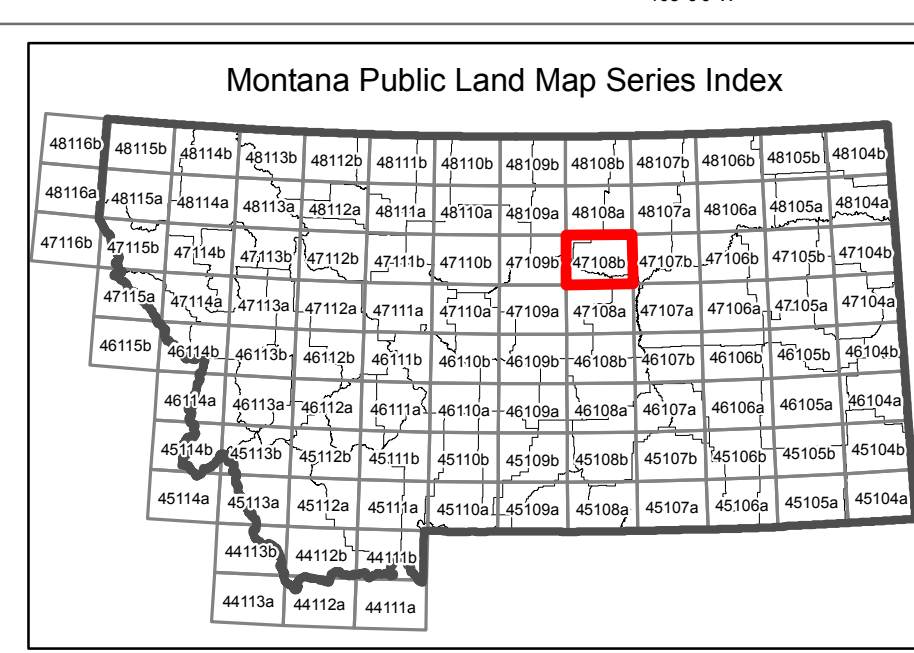 Montana Public Land Map Series Index
48116b 48115b 48114b 48113b 48112b 48111b 48110b 48109b 48108b 48107b 48106b 48105b 48104b
48116a 48115a 48114a 48113a 48112a 48111a 48110a 48109a 48108a 48107a 48106a 48105a 48104a
47116b 47115b 47114b 47113b 47112b 47111b 47110b 47109b 47108b 47107b 47106b 47105b 47104b
47115a 47114a 47113a 47112a 47111a 47110a 47109a 47108a 47107a 47106a 47105a 47104a
46115b 46114b 46113b 46112b 46111b 46110b 46109b 46108b 46107b 46106b 46105b 46104b
46114a 46113a 46112a 46111a 46110a 46109a 46108a 46107a 46106a 46105a 46104a
45114b 45113b 45112b 45111b 45110b 45109b 45108b 45107b 45106b 45105b 45104b
45114a 45113a 45112a 45111a 45110a 45109a 45108a 45107a 45106a 45105a 45104a
44113b 44112b 44111b
44113a 44112a 44111a